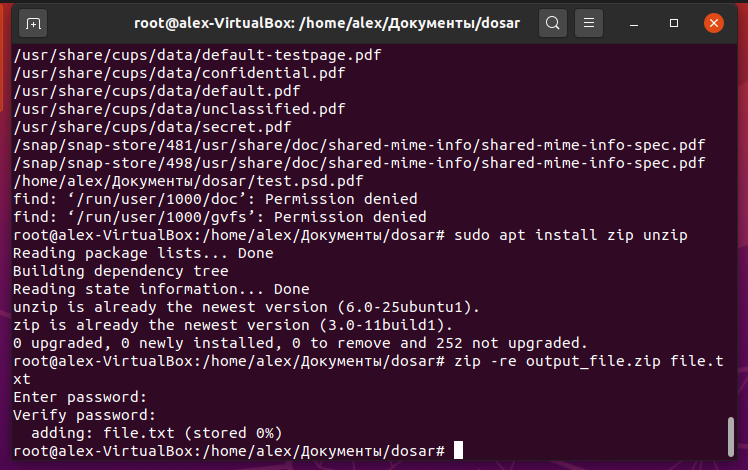 root@alex-VirtualBox: /home/alex/Документы/dosar
/usr/share/cups/data/default-testpage.pdf
/usr/share/cups/data/confidential.pdf
/usr/share/cups/data/default.pdf
/usr/share/cups/data/unclassified.pdf
/usr/share/cups/data/secret.pdf
/snap/snap-store/481/usr/share/doc/shared-mime-info/shared-mime-info-spec.pdf
/snap/snap-store/498/usr/share/doc/shared-mime-info/shared-mime-info-spec.pdf
/home/alex/Документы/dosar/test.psd.pdf
find: ‘/run/user/1000/doc’: Permission denied
find: ‘/run/user/1000/gvfs’: Permission denied
root@alex-VirtualBox:/home/alex/Документы/dosar# sudo apt install zip unzip
Reading package lists... Done
Building dependency tree
Reading state information... Done
unzip is already the newest version (6.0-25ubuntu1).
zip is already the newest version (3.0-11build1).
0 upgraded, 0 newly installed, 0 to remove and 252 not upgraded.
root@alex-VirtualBox:/home/alex/Документы/dosar# zip -re output_file.zip file.t
xt
Enter password:
Verify password:
  adding: file.txt (stored 0%)
root@alex-VirtualBox:/home/alex/Документы/dosar#